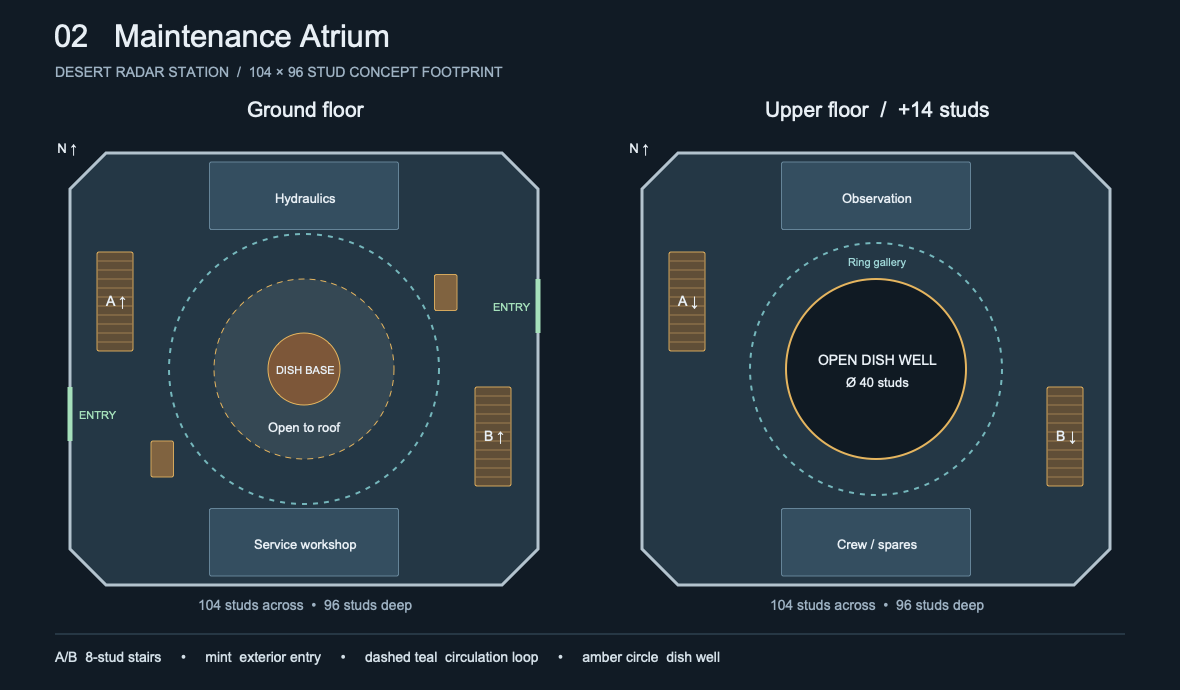 02 Maintenance Atrium
DESERT RADAR STATION / 104 × 96 STUD CONCEPT FOOTPRINT
Ground floor
N ↑
Hydraulics
A ↑
ENTRY
DISH BASE
ENTRY
Open to roof
B ↑
Service workshop
104 studs across • 96 studs deep
Upper floor / +14 studs
N ↑
Observation
Ring gallery
A ↓
OPEN DISH WELL
Ø 40 studs
B ↓
Crew / spares
104 studs across • 96 studs deep
A/B 8-stud stairs • mint exterior entry • dashed teal circulation loop • amber circle dish well